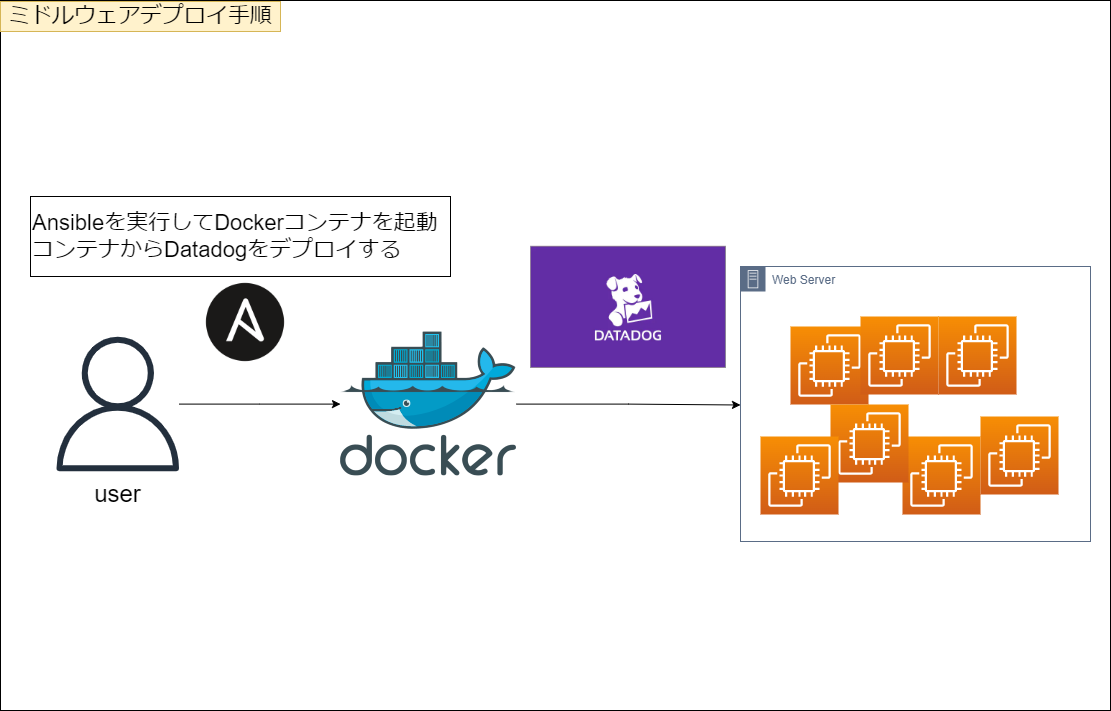 ミドルウェアデプロイ手順
Ansibleを実行してDockerコンテナを起動
コンテナからDatadogをデプロイする
DATADOG
Web Server
docker
user